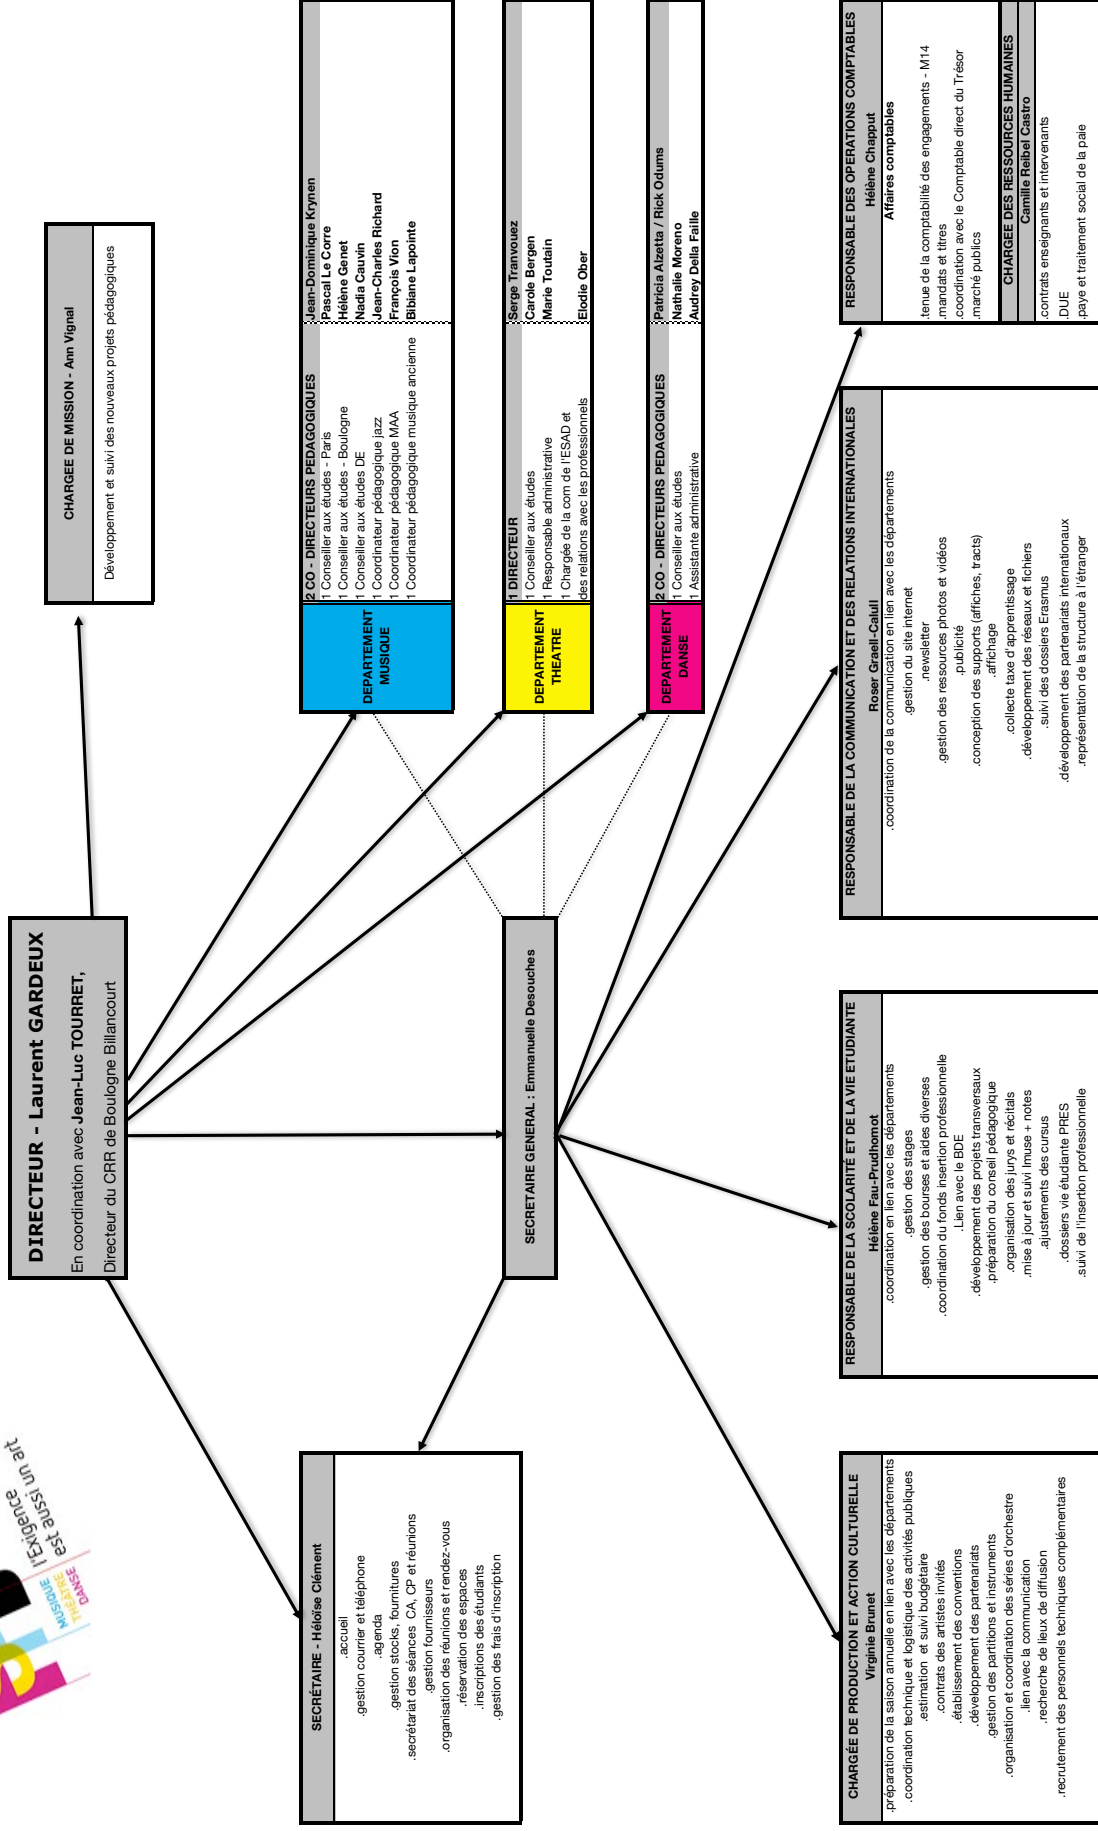 l'Exigence
est aussi un art
MUSIQUE
THÉÂTRE
DANSE
DIRECTEUR - Laurent GARDEUX
En coordination avec Jean-Luc TOURRET,
Directeur du CRR de Boulogne Billancourt
CHARGEE DE MISSION - Ann Vignal
Développement et suivi des nouveaux projets pédagogiques
SECRÉTAIRE - Héloïse Clément
.accueil
.gestion courrier et téléphone
.agenda
.gestion stocks, fournitures
.secrétariat des séances CA, CP et réunions
.gestion fournisseurs
.organisation des réunions et rendez-vous
.réservation des espaces
.inscriptions des étudiants
.gestion des frais d'inscription
DEPARTEMENT
MUSIQUE
2 CO - DIRECTEURS PEDAGOGIQUES Jean-Dominique Krynen
1 Conseiller aux études - Paris Pascal Le Corre
1 Conseiller aux études - Boulogne Hélène Genet
1 Conseiller aux études DE Nadia Cauvin
1 Coordinateur pédagogique jazz Jean-Charles Richard
1 Coordinateur pédagogique MAA François Vion
1 Coordinateur pédagogique musique ancienne Bibiane Lapointe
SECRETAIRE GENERAL : Emmanuelle Desouches
DEPARTEMENT
THEATRE
1 DIRECTEUR Serge Tranvouez
1 Conseiller aux études Carole Bergen
1 Responsable administrative Marie Toutain
1 Chargée de la com de l'ESAD et
des relations avec les professionnels Elodie Ober
DEPARTEMENT
DANSE
2 CO - DIRECTEURS PEDAGOGIQUES Patricia Alzetta / Rick Odums
1 Conseiller aux études Nathalie Moreno
1 Assistante administrative Audrey Della Faille
CHARGÉE DE PRODUCTION ET ACTION CULTURELLE
Virginie Brunet
.préparation de la saison annuelle en lien avec les départements
.coordination technique et logistique des activités publiques
.estimation et suivi budgétaire
.contrats des artistes invités
.établissement des conventions
.développement des partenariats
.gestion des partitions et instruments
.organisation et coordination des séries d'orchestre
.lien avec la communication
.recherche de lieux de diffusion
.recrutement des personnels techniques complémentaires
RESPONSABLE DE LA SCOLARITÉ ET DE LA VIE ETUDIANTE
Hélène Fau-Prudhomot
.coordination en lien avec les départements
.gestion des stages
.gestion des bourses et aides diverses
.coordination du fonds insertion professionnelle
.Lien avec le BDE
.développement des projets transversaux
.préparation du conseil pédagogique
.organisation des jurys et récitals
.mise à jour et suivi Imuse + notes
.ajustements des cursus
.dossiers vie étudiante PRES
.suivi de l'insertion professionnelle
RESPONSABLE DE LA COMMUNICATION ET DES RELATIONS INTERNATIONALES
Roser Graell-Calull
.coordination de la communication en lien avec les départements
.gestion du site internet
.newsletter
.gestion des ressources photos et vidéos
.publicité
.conception des supports (affiches, tracts)
.affichage
.collecte taxe d'apprentissage
.développement des réseaux et fichiers
.suivi des dossiers Erasmus
.développement des partenariats internationaux
.représentation de la structure à l'étranger
RESPONSABLE DES OPERATIONS COMPTABLES
Hélène Chapput
Affaires comptables
.tenue de la comptabilité des engagements - M14
.mandats et titres
.coordination avec le Comptable direct du Trésor
.marché publics
CHARGEE DES RESSOURCES HUMAINES
Camille Reibel Castro
.contrats enseignants et intervenants
.DUE
.paye et traitement social de la paie